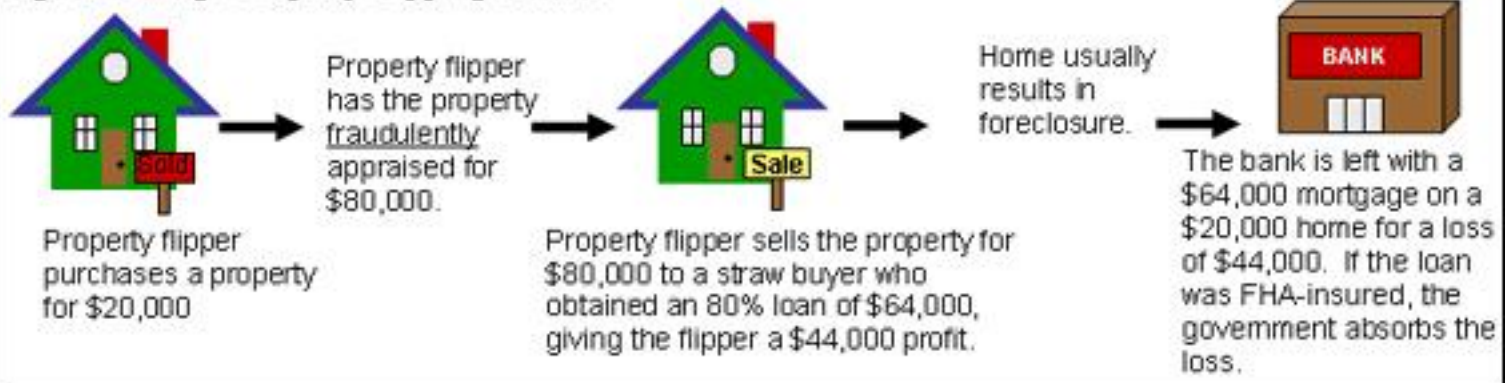 Sold
Property flipper
purchases a property
for $20,000
Property flipper
has the property
fraudulently
appraised for
$80,000.
Sale
Property flipper sells the property for
$80,000 to a straw buyer who
obtained an 80% loan of $64,000,
giving the flipper a $44,000 profit.
Home usually
results in
foreclosure.
BANK
The bank is left with a
$64,000 mortgage on a
$20,000 home for a loss
of $44,000. If the loan
was FHA-insured, the
government absorbs the
loss.